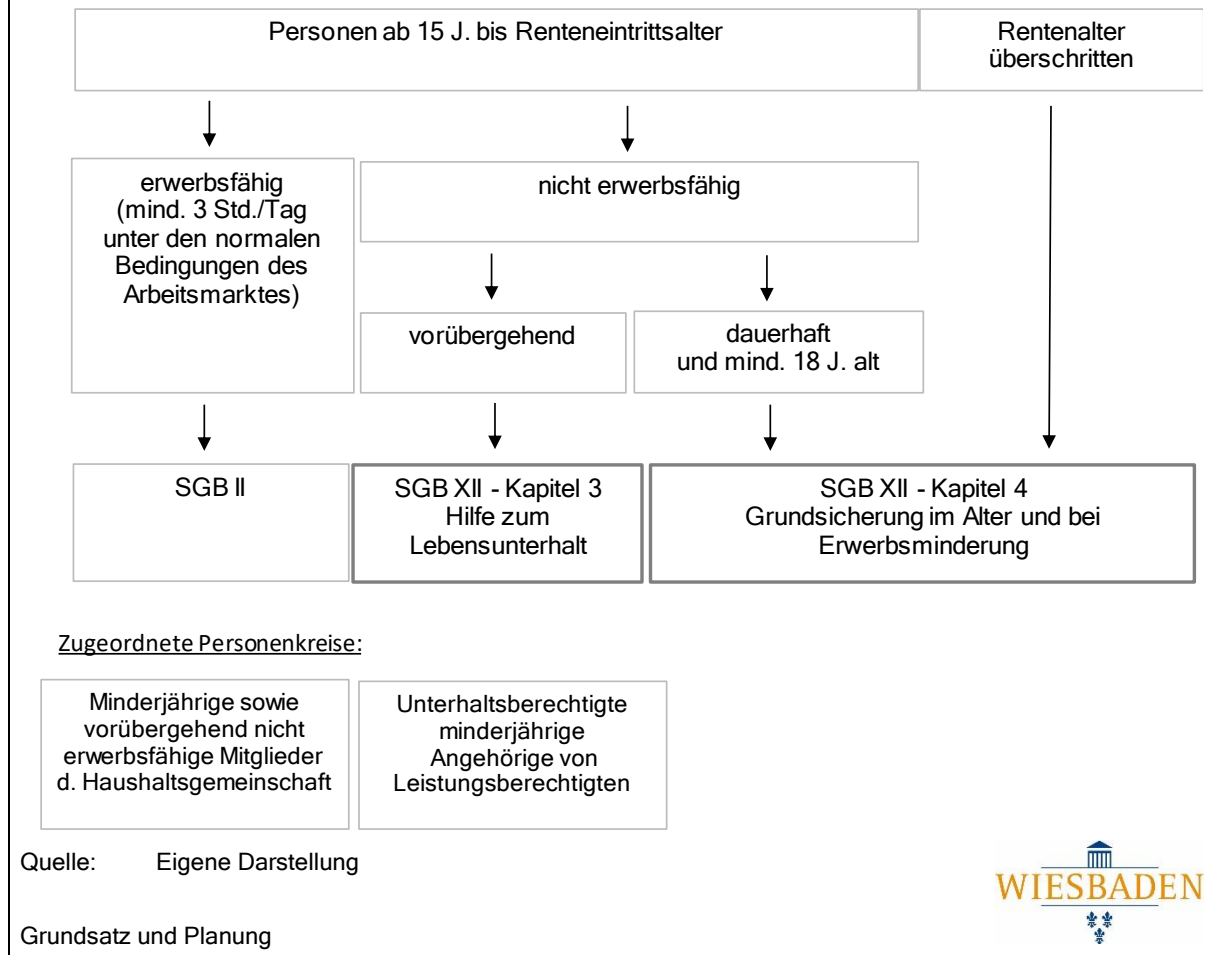 Personen ab 15 J. bis Renteneintrittsalter
Rentenalter
überschritten
erwerbsfähig
(mind. 3 Std./Tag
unter den normalen
Bedingungen des
Arbeitsmarktes)
nicht erwerbsfähig
vorübergehend
dauerhaft
und mind. 18 J. alt
SGB II
SGB XII - Kapitel 3
Hilfe zum
Lebensunterhalt
SGB XII - Kapitel 4
Grundsicherung im Alter und bei
Erwerbsminderung
Zugeordnete Personenkreise:
Minderjährige sowie
vorübergehend nicht
erwerbsfähige Mitglieder
d. Haushaltsgemeinschaft
Unterhaltsberechtigte
minderjährige
Angehörige von
Leistungsberechtigten
Quelle: Eigene Darstellung
WIESBADEN
Grundsatz und Planung